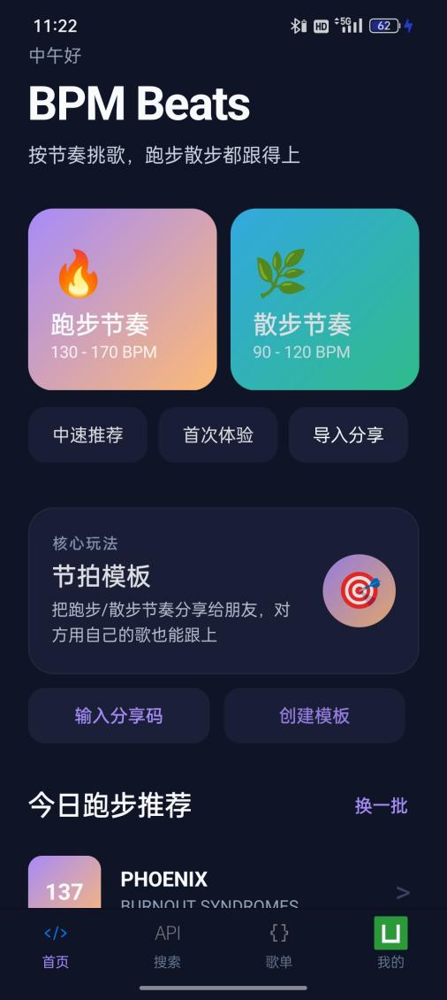 11:22
HD 5G 62
中午好
BPM Beats
按节奏挑歌，跑步散步都跟得上
跑步节奏
130 - 170 BPM
散步节奏
90 - 120 BPM
中速推荐
首次体验
导入分享
核心玩法
节拍模板
把跑步/散步节奏分享给朋友，对
方用自己的歌也能跟上
输入分享码
创建模板
今日跑步推荐
换一批
137
PHOENIX
BURNOUT SYNDROMES
>
</>
API
{}
首页
搜索
歌单
我的